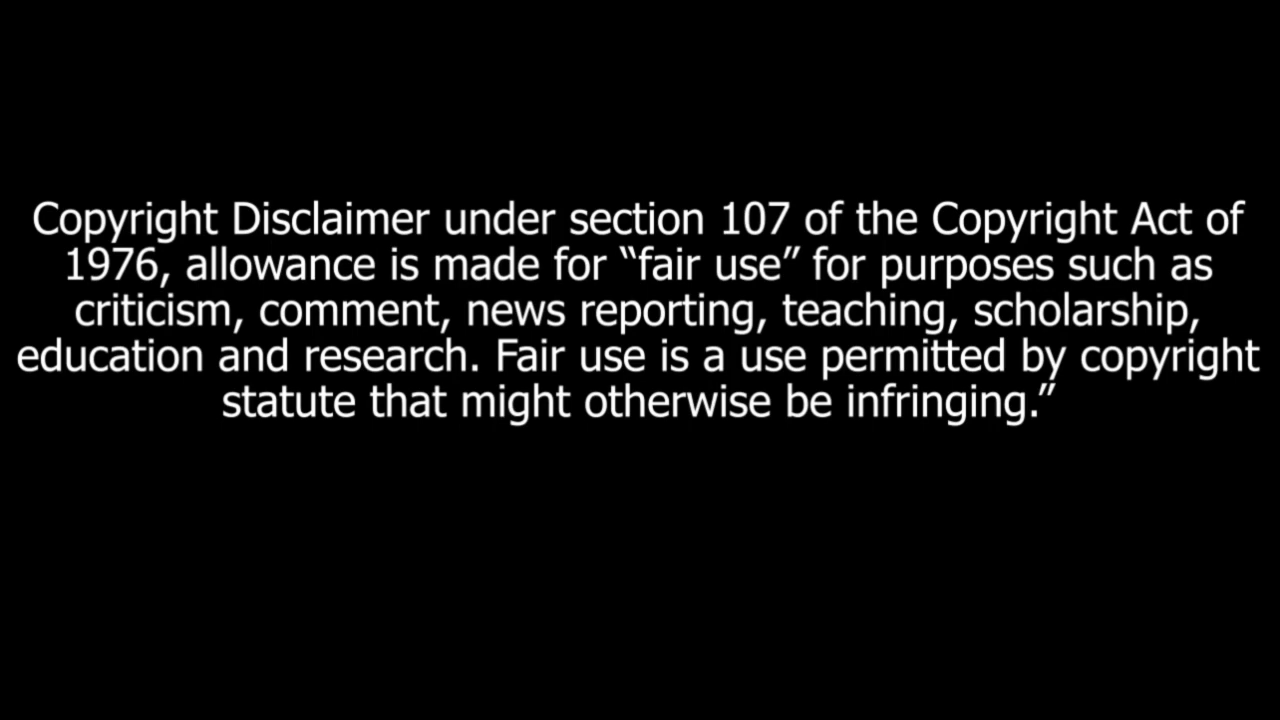 Copyright Disclaimer under section 107 of the Copyright Act of
1976, allowance is made for “fair use” for purposes such as
criticism, comment, news reporting, teaching, scholarship,
education and research. Fair use is a use permitted by copyright
statute that might otherwise be infringing.”